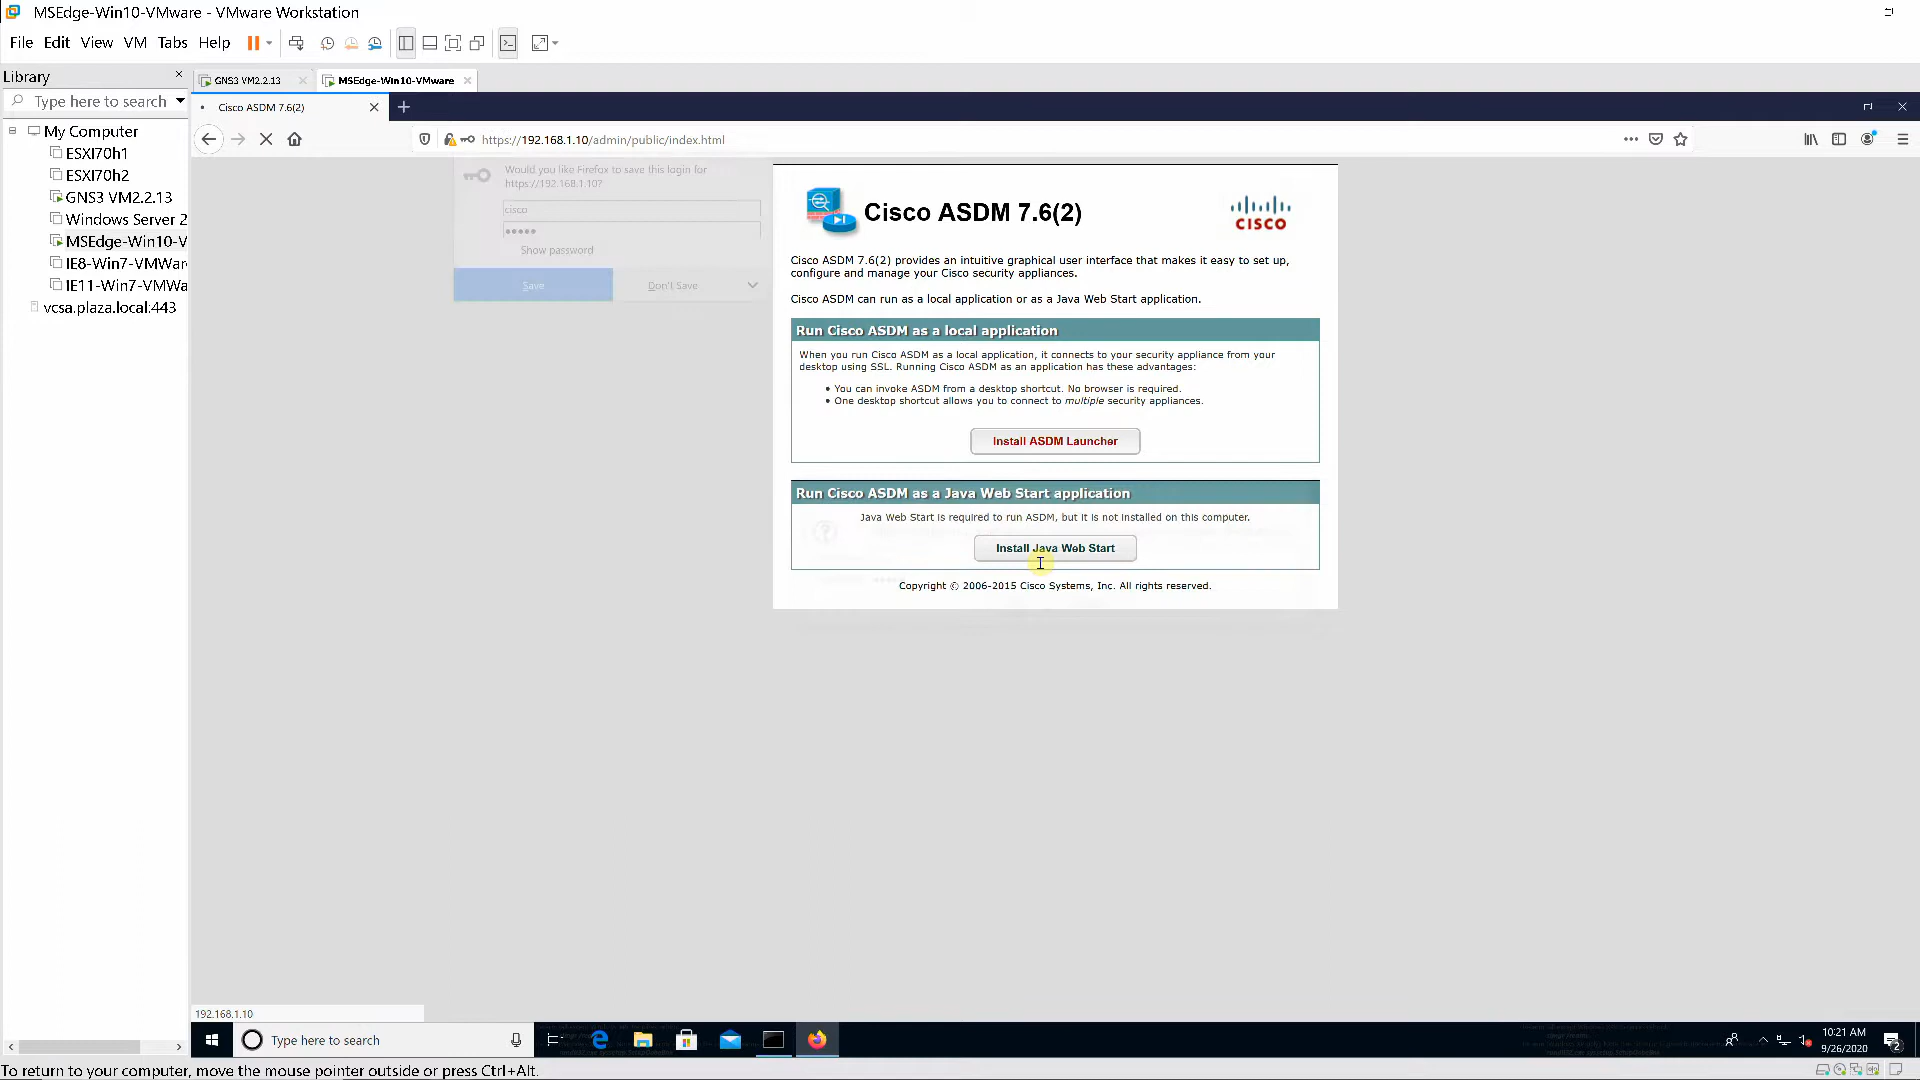 MSEdge-Win10-VMware - VMware Workstation
File Edit View VM Tabs Help
Library
Type here to search
My Computer
ESXI70h1
ESXI70h2
GNS3 VM2.2.13
Windows Server 2
MSEdge-Win10-V
IE8-Win7-VMWar
IE11-Win7-VMWa
vcsa.plaza.local:443
GNS3 VM2.2.13
MSEdge-Win10-VMware
Cisco ASDM 7.6(2)
https://192.168.1.10/admin/public/index.html
Would you like Firefox to save this login for
https://192.168.1.10?
cisco
Show password
Save
Don't Save
Cisco ASDM 7.6(2)
CISCO
Cisco ASDM 7.6(2) provides an intuitive graphical user interface that makes it easy to set up,
configure and manage your Cisco security appliances.
Cisco ASDM can run as a local application or as a Java Web Start application.
Run Cisco ASDM as a local application
When you run Cisco ASDM as a local application, it connects to your security appliance from your
desktop using SSL. Running Cisco ASDM as an application has these advantages:
• You can invoke ASDM from a desktop shortcut. No browser is required.
• One desktop shortcut allows you to connect to multiple security appliances.
Install ASDM Launcher
Run Cisco ASDM as a Java Web Start application
Java Web Start is required to run ASDM, but it is not installed on this computer.
Install Java Web Start
Copyright © 2006-2015 Cisco Systems, Inc. All rights reserved.
192.168.1.10
Type here to search
10:21 AM
9/26/2020
2
To return to your computer, move the mouse pointer outside or press Ctrl+Alt.